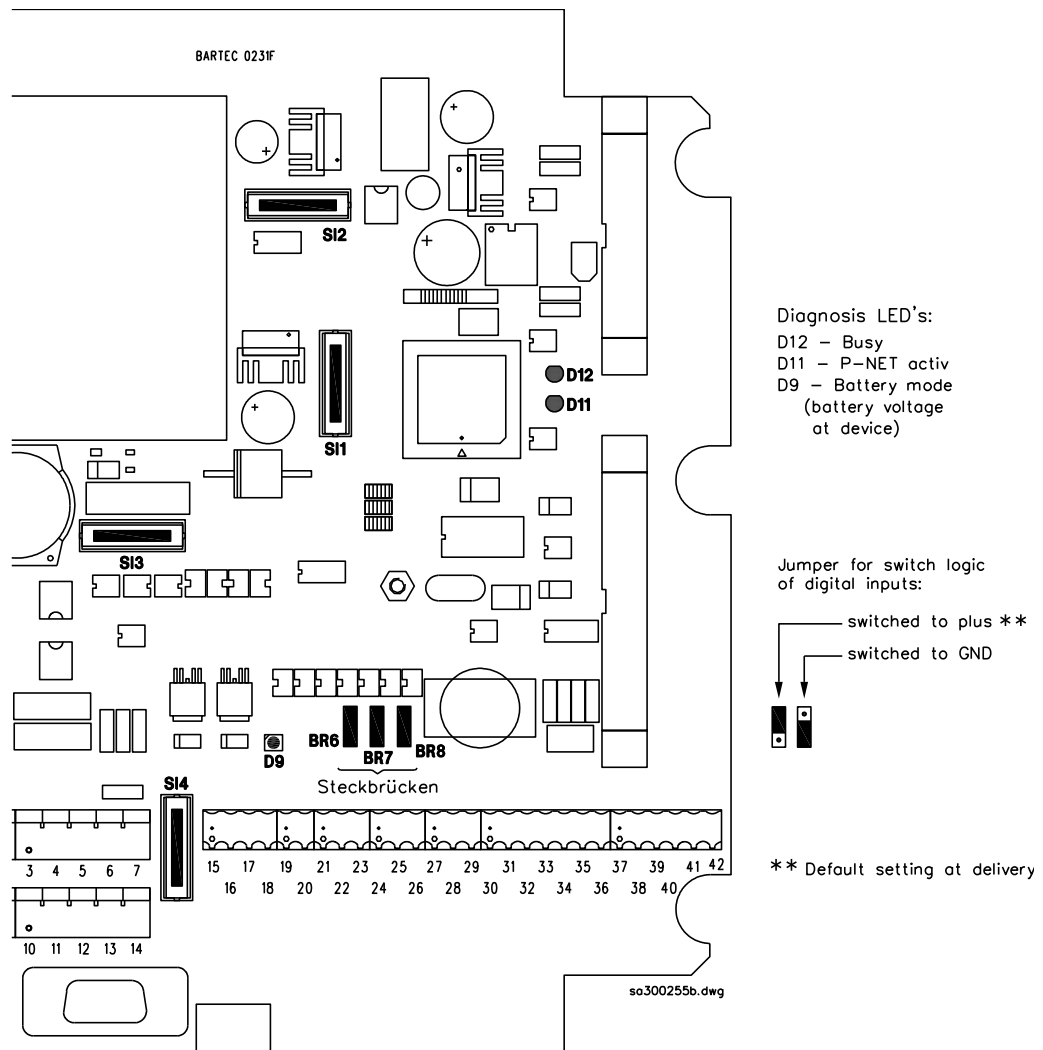 BARTEC 0231F
SI2
Diagnosis LED's:
D12 – Busy
D11 – P-NET activ
D9 – Battery mode
(battery voltage
at device)
D12
D11
SI1
SI3
Jumper for switch logic
of digital inputs:
switched to plus **
switched to GND
BR6
BR7
BR8
D9
Steckbrücken
SI4
3 4 5 6 7
15 17 19 21 23 25 27 29 31 33 35 37 39 41 42
16 18 20 22 24 26 28 30 32 34 36 38 40
** Default setting at delivery
10 11 12 13 14
sa300255b.dwg